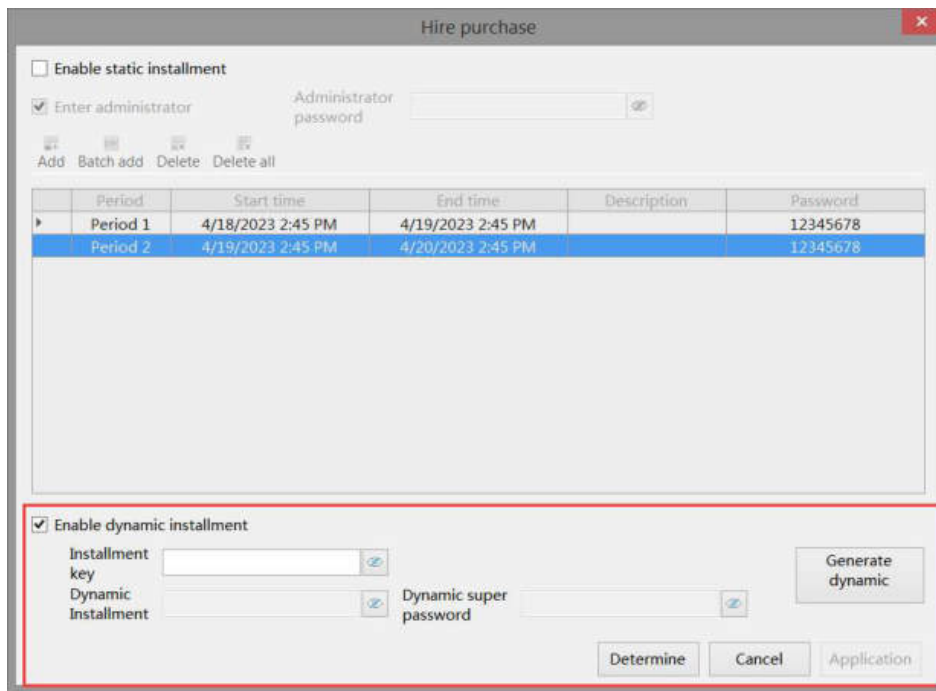 Hire purchase
Enable static installment
Enter administrator
Administrator
password
Add Batch add Delete Delete all
Period Start time End time Description Password
Period 1 4/18/2023 2:45 PM 4/19/2023 2:45 PM 12345678
Period 2 4/19/2023 2:45 PM 4/20/2023 2:45 PM 12345678
Enable dynamic installment
Installment
key
Generate
dynamic
Dynamic
Installment
Dynamic super
password
Determine Cancel Application